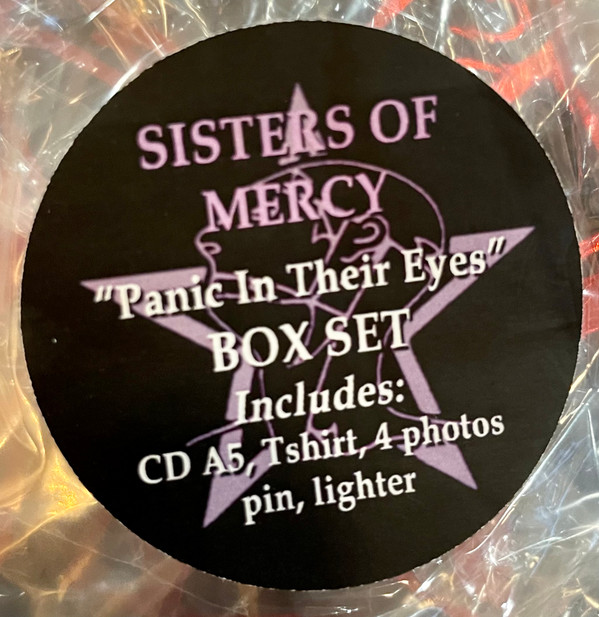 SISTERS OF
MERCY
"Panic In Their Eyes"
BOX SET
Includes:
CD A5, Tshirt, 4 photos
pin, lighter